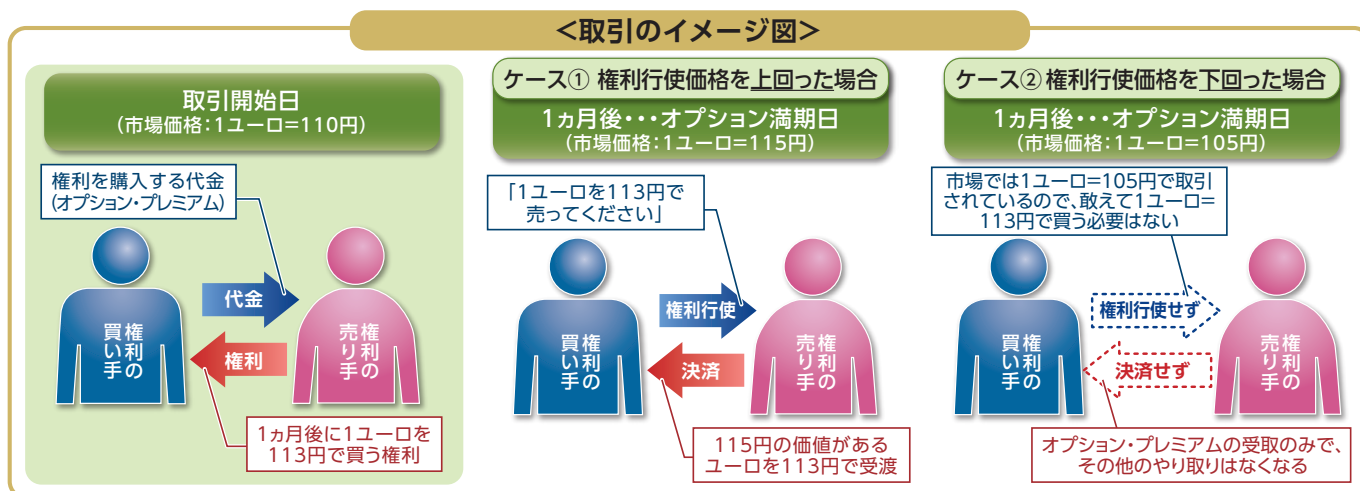 <取引のイメージ図>
取引開始日
(市場価格:1ユーロ=110円)
権利を購入する代金
(オプション・プレミアム)
代金
権利
権利の
買い手
権利の
売り手
1ヵ月後に1ユーロを
113円で買う権利
ケース① 権利行使価格を上回った場合
1ヵ月後・・・オプション満期日
(市場価格:1ユーロ=115円)
「1ユーロを113円で
売ってください」
権利行使
決済
権利の
買い手
権利の
売り手
115円の価値がある
ユーロを113円で受渡
ケース② 権利行使価格を下回った場合
1ヵ月後・・・オプション満期日
(市場価格:1ユーロ=105円)
市場では1ユーロ=105円で取引
されているので、敢えて1ユーロ=
113円で買う必要はない
権利行使せず
決済せず
権利の
買い手
権利の
売り手
オプション・プレミアムの受取のみで、
その他のやり取りはなくなる